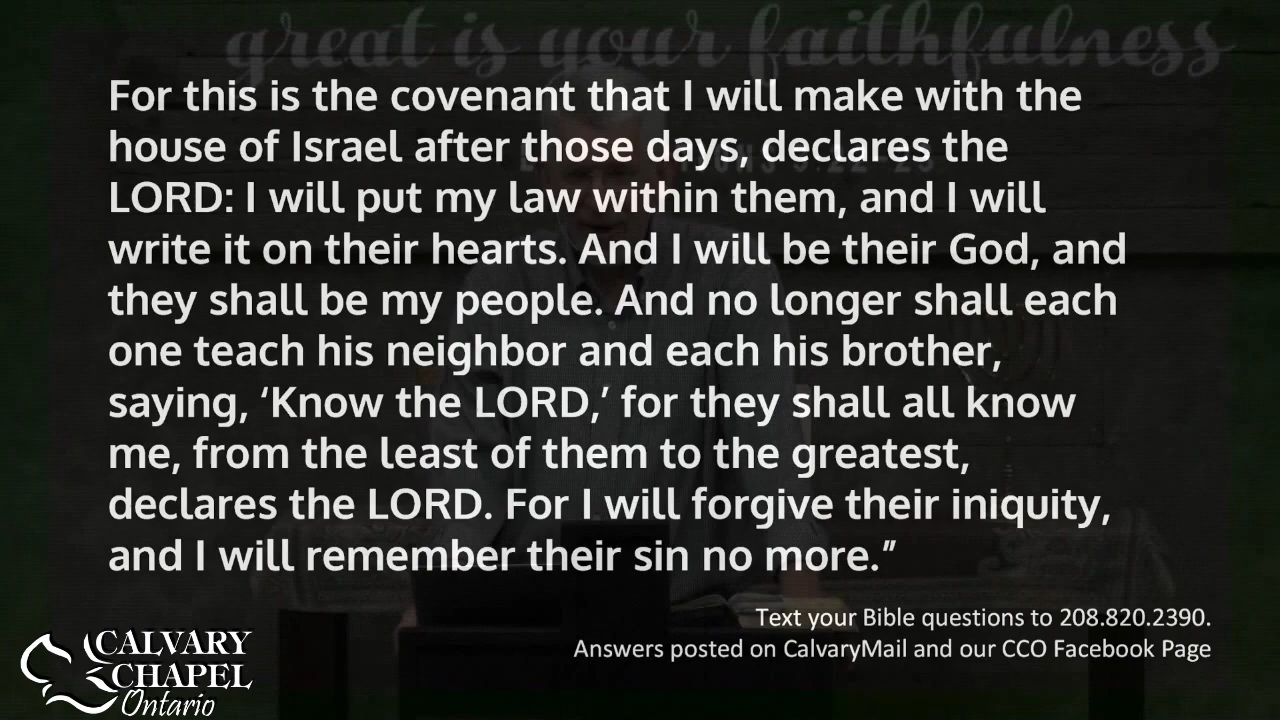 great is your faithfulness
For this is the covenant that I will make with the
house of Israel after those days, declares the
LORD: I will put my law within them, and I will
write it on their hearts. And I will be their God, and
they shall be my people. And no longer shall each
one teach his neighbor and each his brother,
saying, ‘Know the LORD,’ for they shall all know
me, from the least of them to the greatest,
declares the LORD. For I will forgive their iniquity,
and I will remember their sin no more.”
Text your Bible questions to 208.820.2390.
Answers posted on CalvaryMail and our CCO Facebook Page
CALVARY
CHAPEL
Ontario